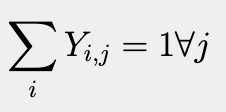 ∑_i Y_{i,j} = 1∀j